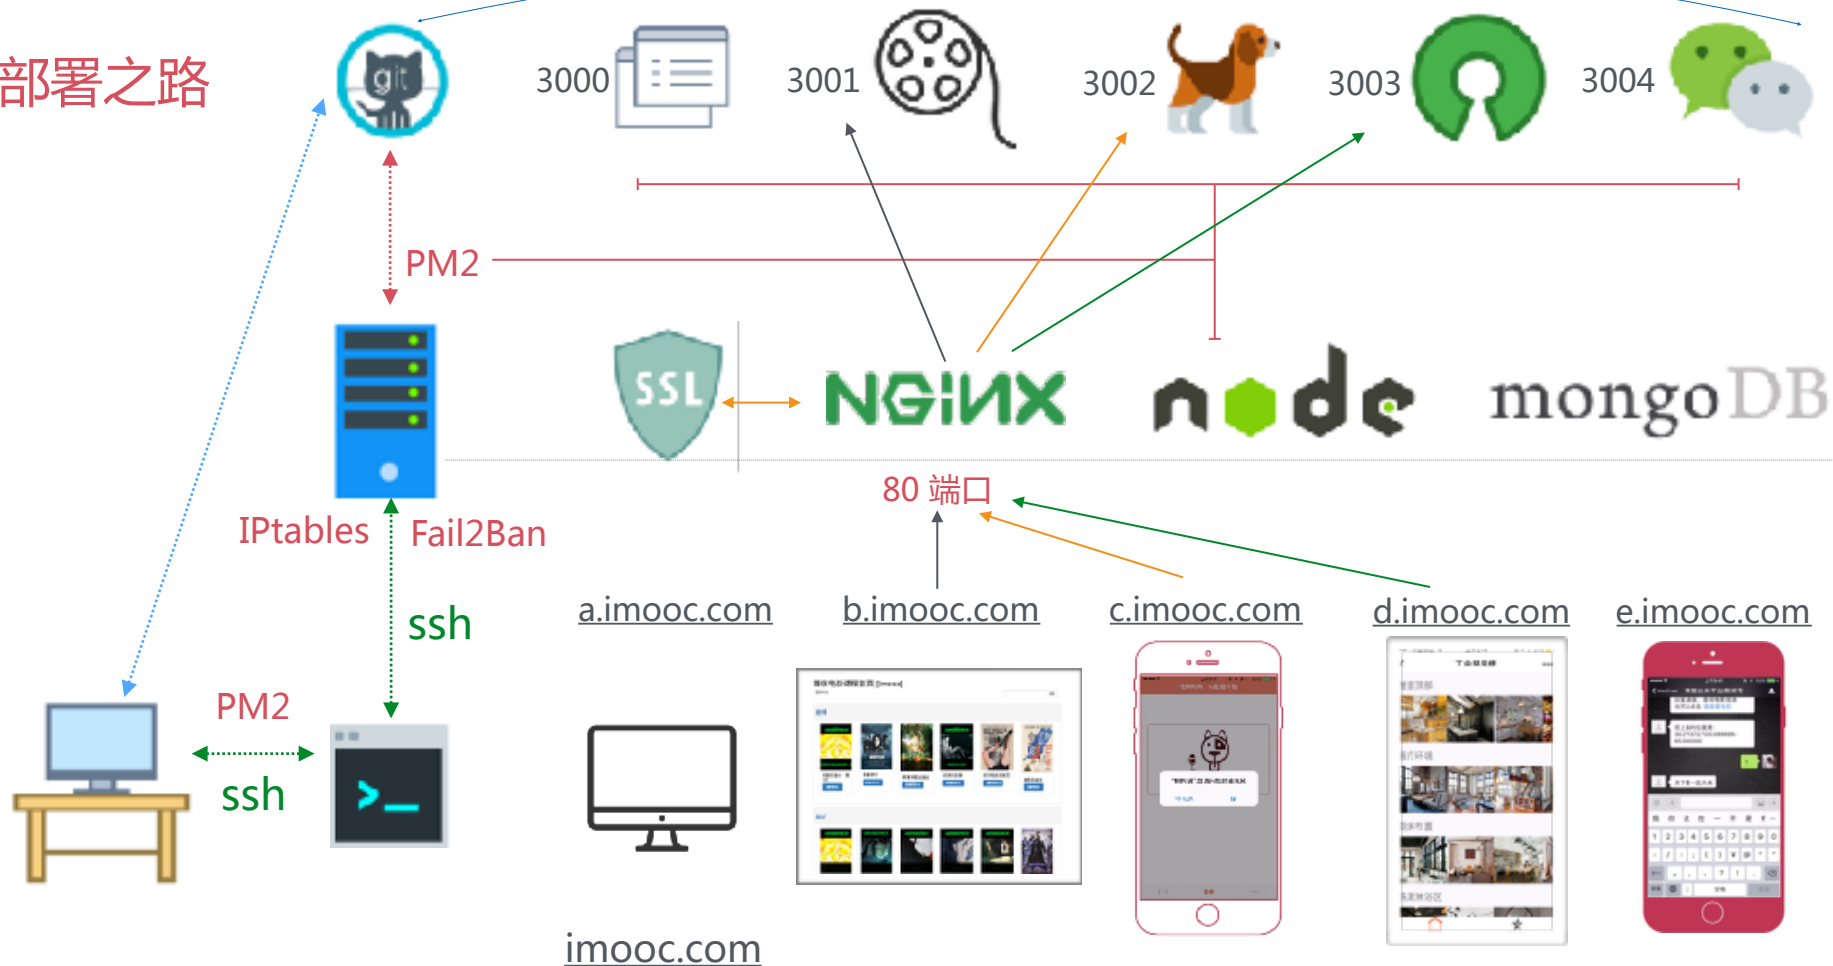 部署之路
git
3000
3001
3002
3003
3004
PM2
SSL
NGiNX
node
mongoDB
80 端口
IPtables
Fail2Ban
ssh
a.imooc.com
b.imooc.com
c.imooc.com
d.imooc.com
e.imooc.com
PM2
ssh
>_
imooc.com